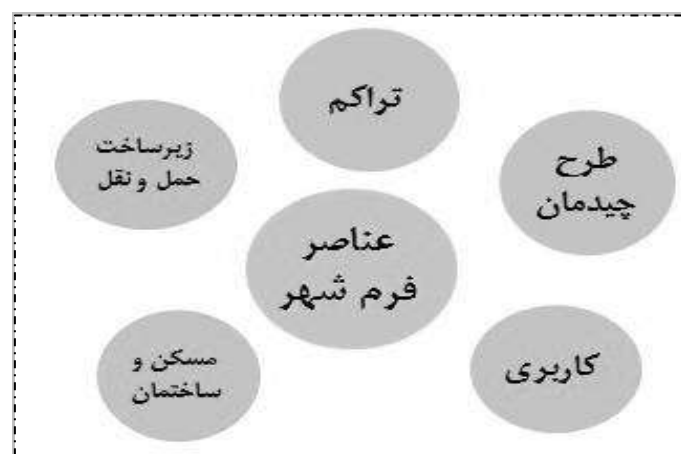 تراکم
زیرساخت
حمل و نقل
طرح
چیدمان
عناصر
فرم شهر
مسکن و
ساختمان
کاربری